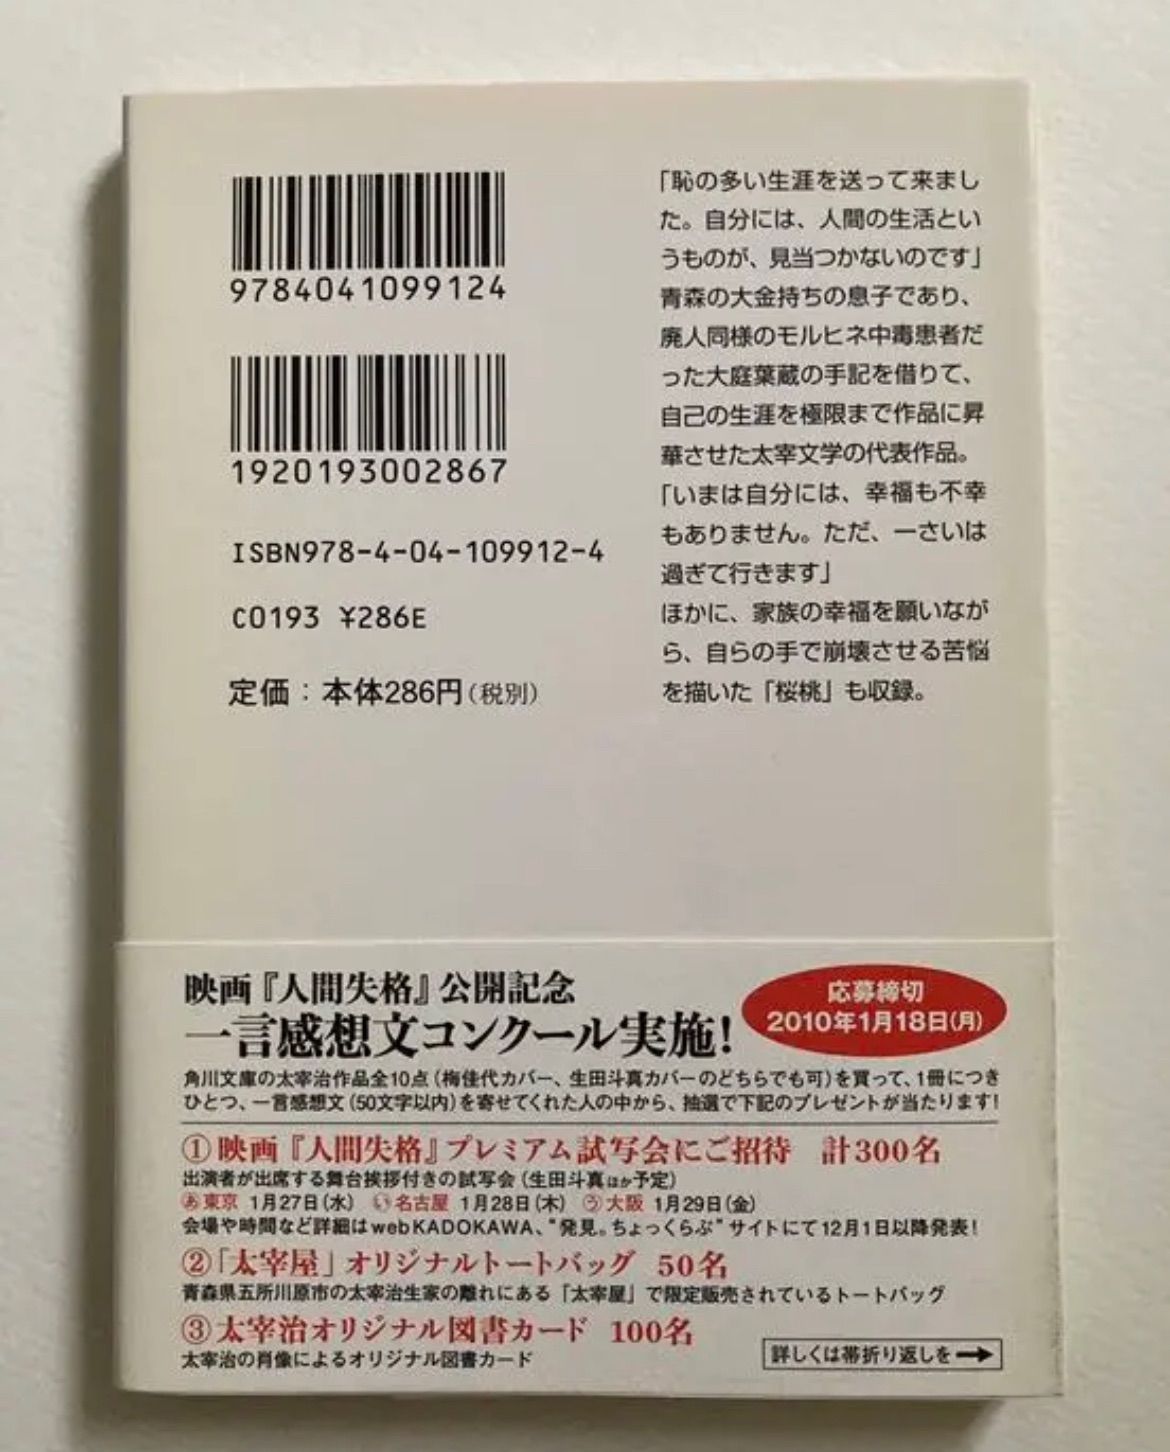 9784041099124
1920193002867
ISBN978-4-04-109912-4
C0193 ¥286E
定価：本体286円（税別）
「恥の多い生涯を送って来まし
た。自分には、人間の生活とい
うものが、見当つかないのです」
青森の大金持ちの息子であり、
廃人同様のモルヒネ中毒患者だ
った大庭葉蔵の手記を借りて、
自己の生涯を極限まで作品に昇
華させた太宰文学の代表作品。
「いまは自分には、幸福も不幸
もありません。ただ、一さいは
過ぎて行きます」
ほかに、家族の幸福を願いなが
ら、自らの手で崩壊させる苦悩
を描いた「桜桃」も収録。
映画『人間失格』公開記念
一言感想文コンクール実施！
応募締切
2010年1月18日（月）
角川文庫の太宰治作品全10点（梅佳代カバー、生田斗真カバーのどちらでも可）を買って、1冊につき
ひとつ、一言感想文（50文字以内）を寄せてくれた人の中から、抽選で下記のプレゼントが当たります！
①映画『人間失格』プレミアム試写会にご招待　計300名
出演者が出席する舞台挨拶付きの試写会（生田斗真ほか予定）
あ東京 1月27日（水） い名古屋 1月28日（木） う大阪 1月29日（金）
会場や時間など詳細はwebKADOKAWA、“発見。ちょっくらぶ”サイトにて12月1日以降発表！
②「太宰屋」オリジナルトートバッグ　50名
青森県五所川原市の太宰治生家の離れにある「太宰屋」で限定販売されているトートバッグ
③太宰治オリジナル図書カード　100名
太宰治の肖像によるオリジナル図書カード
詳しくは帯折り返しを→